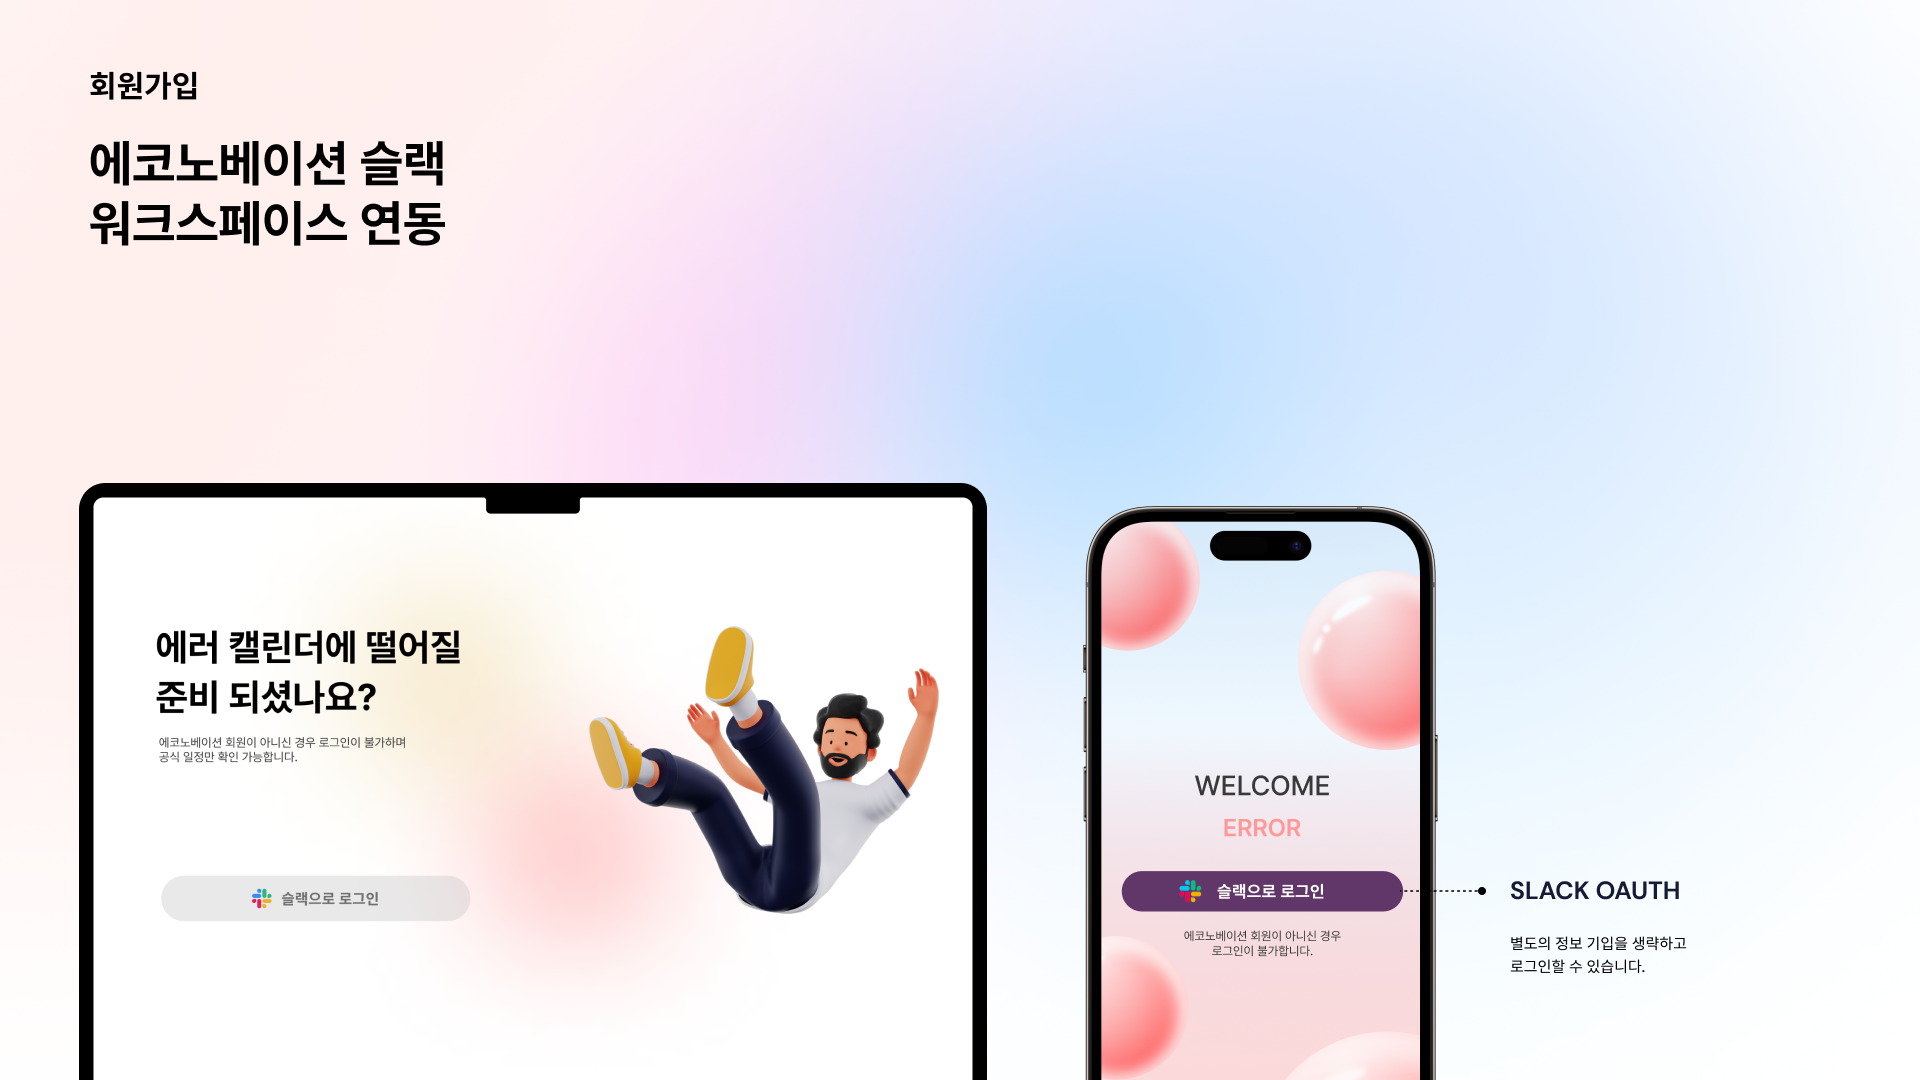 회원가입
에코노베이션 슬랙
워크스페이스 연동
에러 캘린더에 떨어질
준비 되셨나요?
에코노베이션 회원이 아니신 경우 로그인이 불가하며
공식 일정만 확인 가능합니다.
슬랙으로 로그인
WELCOME
ERROR
슬랙으로 로그인
에코노베이션 회원이 아니신 경우
로그인이 불가합니다.
SLACK OAUTH
별도의 정보 기입을 생략하고
로그인할 수 있습니다.